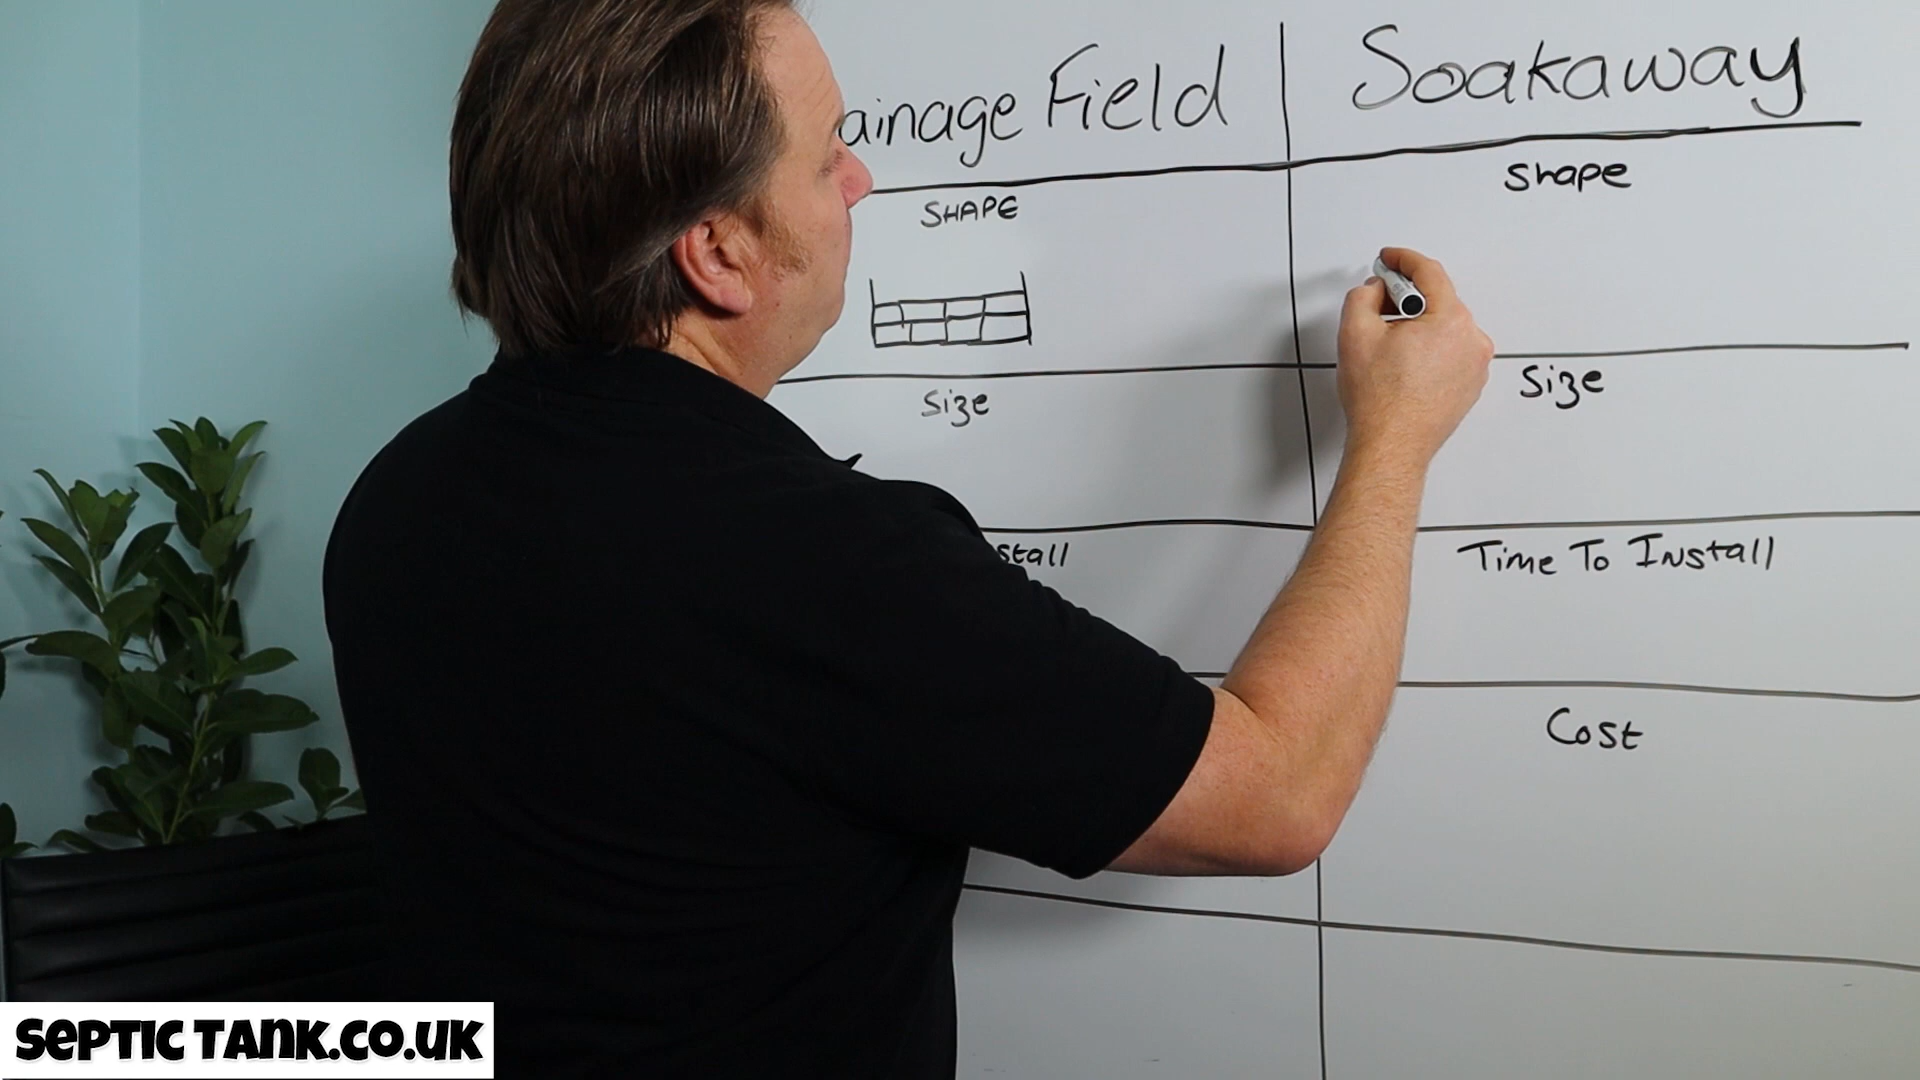 ainage Field
Soakaway
SHAPE
Shape
Size
Size
stall
Time To Install
Cost
SEPTIC TANK.CO.UK